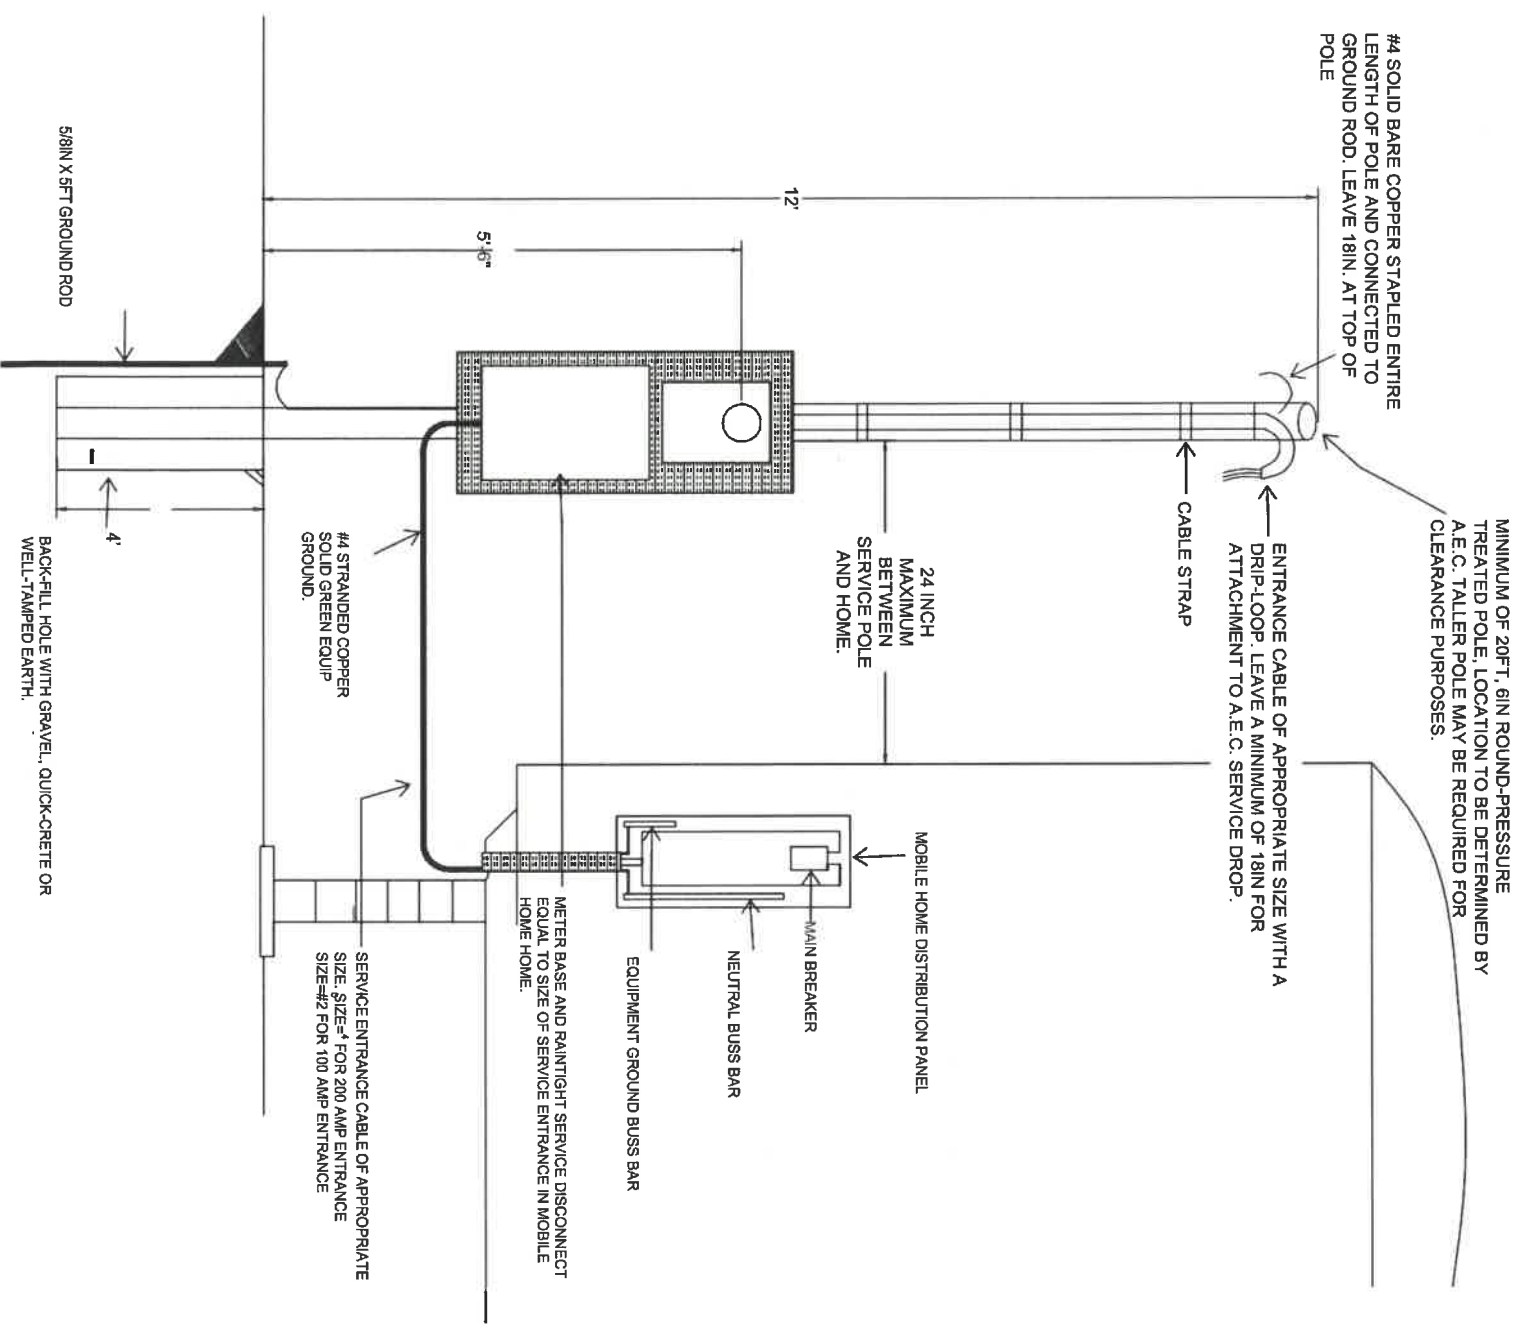 #4 SOLID BARE COPPER STAPLED ENTIRE
LENGTH OF POLE AND CONNECTED TO
GROUND ROD. LEAVE 18IN. AT TOP OF
POLE
MINIMUM OF 20FT, 6IN ROUND-PRESSURE
TREATED POLE, LOCATION TO BE DETERMINED BY
A.E.C. TALLER POLE MAY BE REQUIRED FOR
CLEARANCE PURPOSES.
ENTRANCE CABLE OF APPROPRIATE SIZE WITH A
DRIP-LOOP. LEAVE A MINIMUM OF 18IN FOR
ATTACHMENT TO A.E.C. SERVICE DROP.
CABLE STRAP
12'
24 INCH
MAXIMUM
BETWEEN
SERVICE POLE
AND HOME.
MOBILE HOME DISTRIBUTION PANEL
MAIN BREAKER
NEUTRAL BUSS BAR
EQUIPMENT GROUND BUSS BAR
5'-6"
METER BASE AND RAINTIGHT SERVICE DISCONNECT
EQUAL TO SIZE OF SERVICE ENTRANCE IN MOBILE
HOME HOME.
#4 STRANDED COPPER
SOLID GREEN EQUIP
GROUND.
SERVICE ENTRANCE CABLE OF APPROPRIATE
SIZE. SIZE= FOR 200 AMP ENTRANCE
SIZE=#2 FOR 100 AMP ENTRANCE
5/8IN X 5FT GROUND ROD
4'
BACK-FILL HOLE WITH GRAVEL, QUICK-CRETE OR
WELL-TAMPED EARTH.